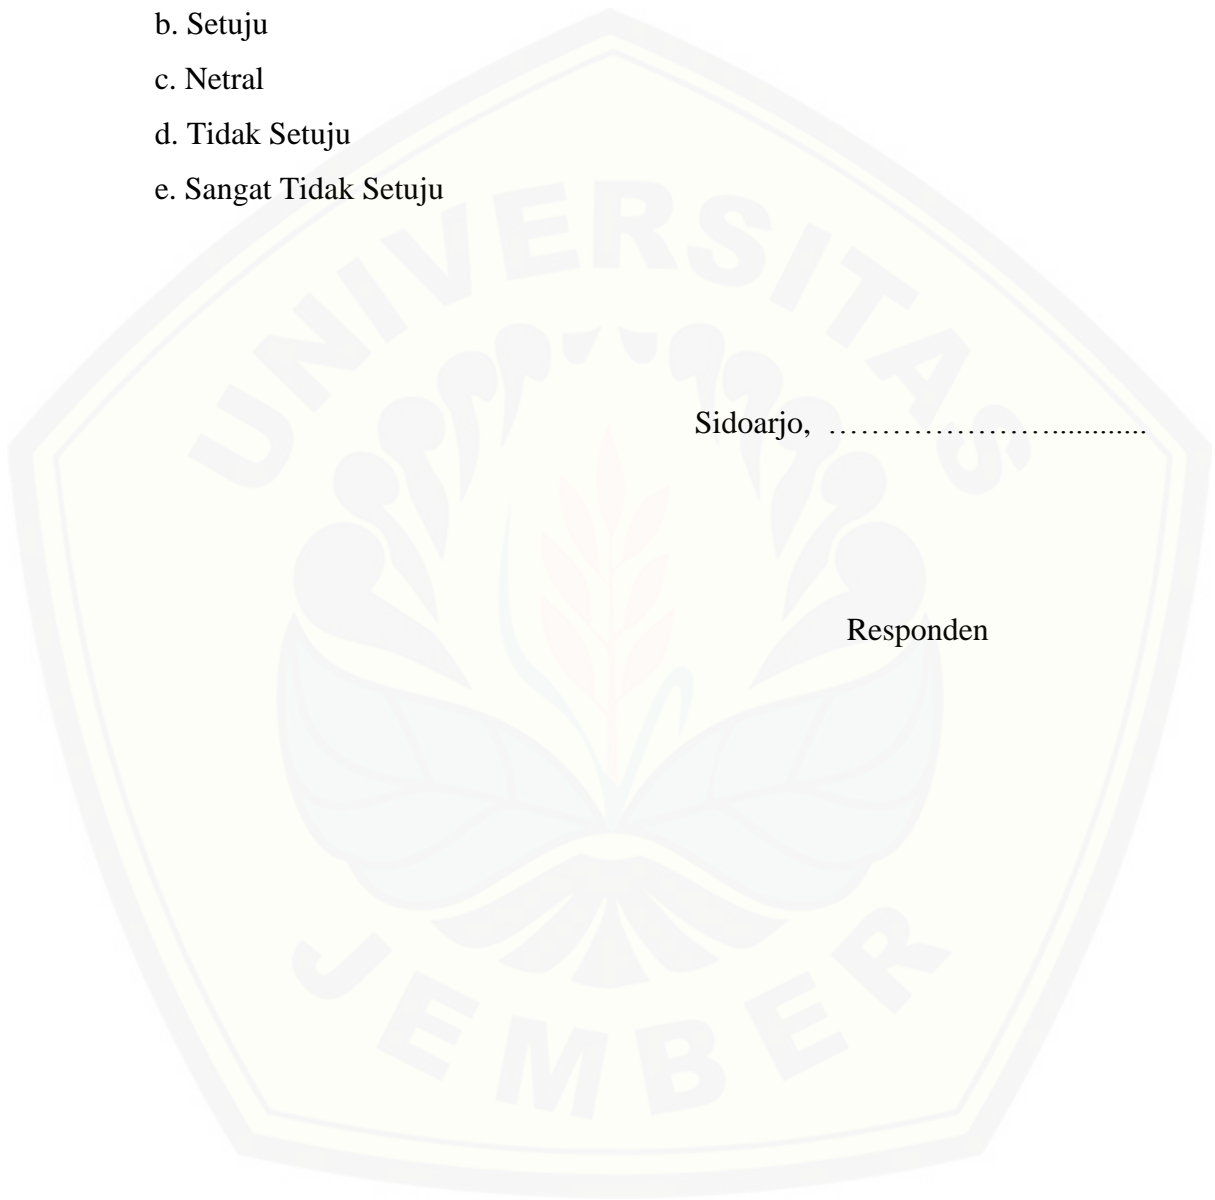 b. Setuju
c. Netral
d. Tidak Setuju
e. Sangat Tidak Setuju
UNIVERSITAS
Sidoarjo, …………………............
Responden
JEMBER